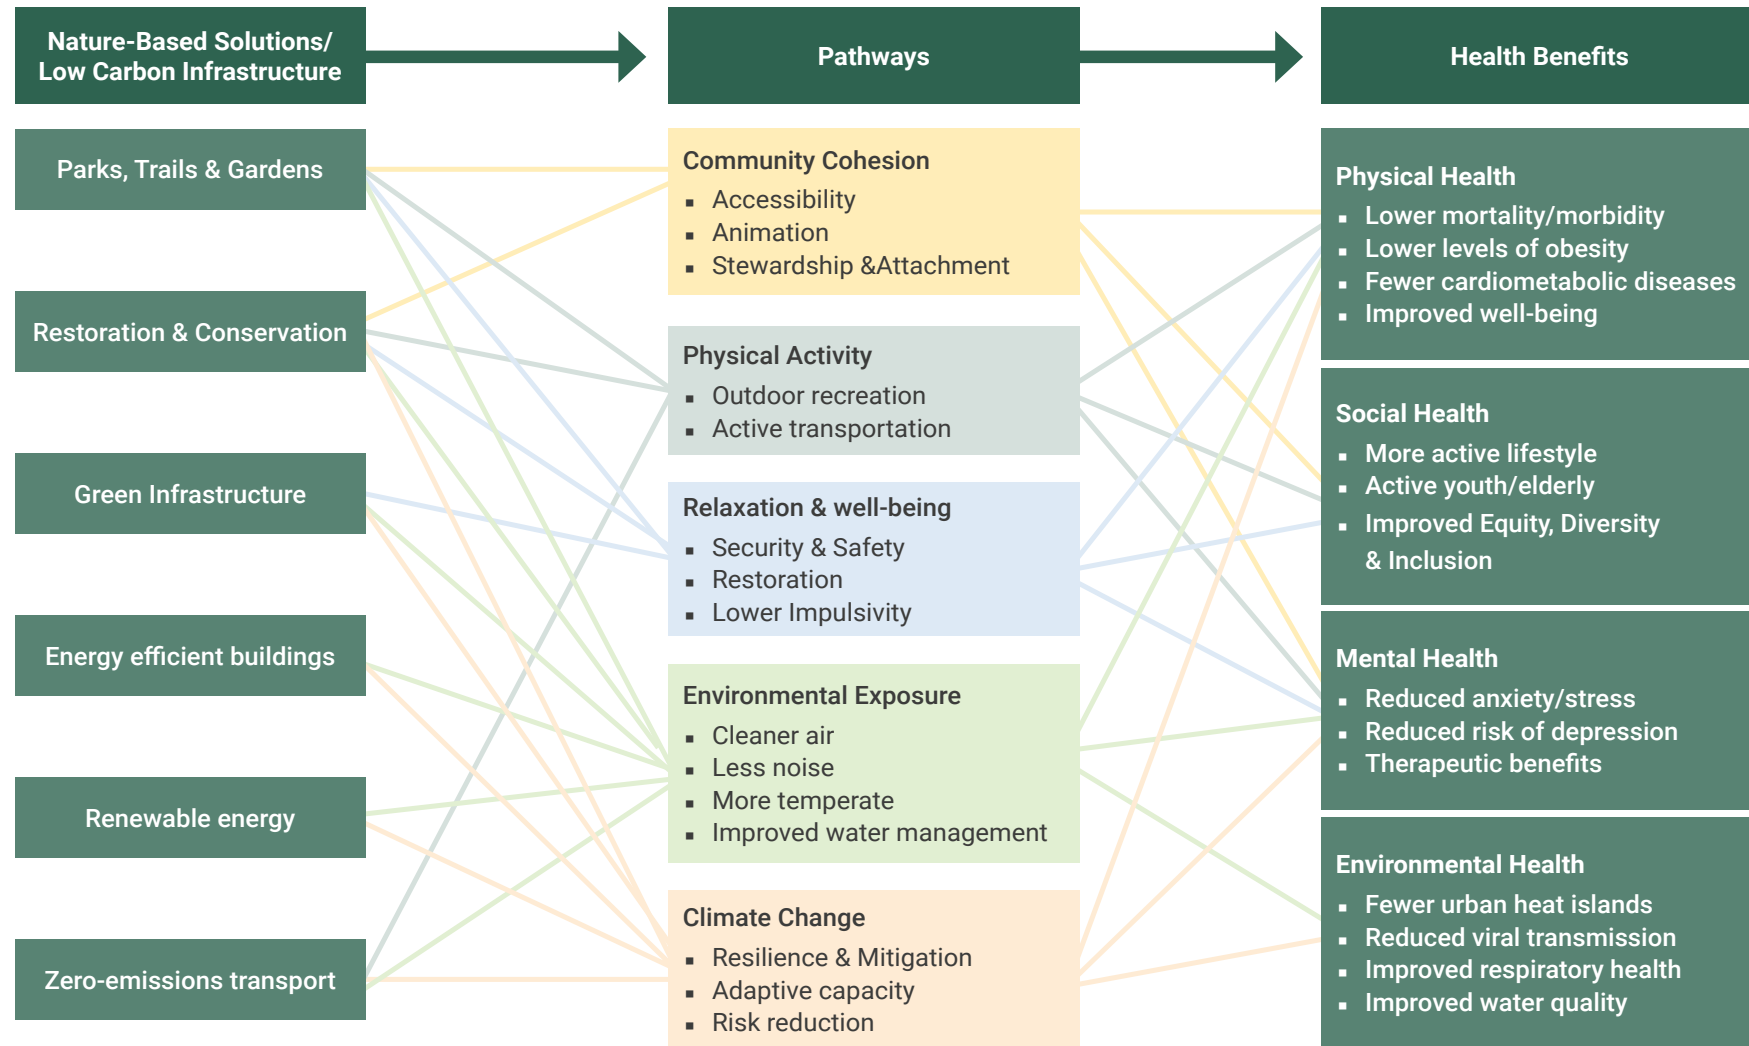 Nature-Based Solutions/
Low Carbon Infrastructure
Pathways
Health Benefits
Parks, Trails & Gardens
Restoration & Conservation
Green Infrastructure
Energy efficient buildings
Renewable energy
Zero-emissions transport
Community Cohesion
▪ Accessibility
▪ Animation
▪ Stewardship &Attachment
Physical Activity
▪ Outdoor recreation
▪ Active transportation
Relaxation & well-being
▪ Security & Safety
▪ Restoration
▪ Lower Impulsivity
Environmental Exposure
▪ Cleaner air
▪ Less noise
▪ More temperate
▪ Improved water management
Climate Change
▪ Resilience & Mitigation
▪ Adaptive capacity
▪ Risk reduction
Physical Health
▪ Lower mortality/morbidity
▪ Lower levels of obesity
▪ Fewer cardiometabolic diseases
▪ Improved well-being
Social Health
▪ More active lifestyle
▪ Active youth/elderly
▪ Improved Equity, Diversity
& Inclusion
Mental Health
▪ Reduced anxiety/stress
▪ Reduced risk of depression
▪ Therapeutic benefits
Environmental Health
▪ Fewer urban heat islands
▪ Reduced viral transmission
▪ Improved respiratory health
▪ Improved water quality